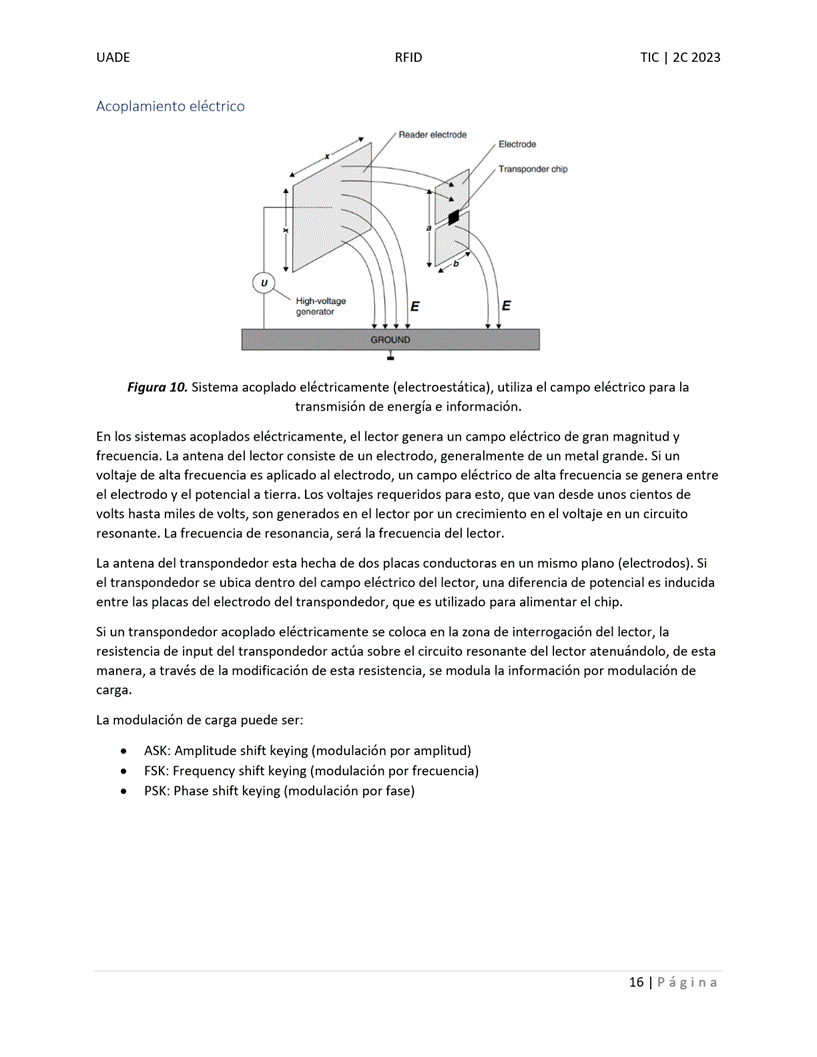 UADE RFID TIC | 2C 2023
Acoplamiento eléctrico
Reader electrode
Electrode
Transponder chip
x
x
a
b
U
High-voltage
generator
E
E
GROUND
Figura 10. Sistema acoplado eléctricamente (electroestática), utiliza el campo eléctrico para la
transmisión de energía e información.
En los sistemas acoplados eléctricamente, el lector genera un campo eléctrico de gran magnitud y
frecuencia. La antena del lector consiste de un electrodo, generalmente de un metal grande. Si un
voltaje de alta frecuencia es aplicado al electrodo, un campo eléctrico de alta frecuencia se genera entre
el electrodo y el potencial a tierra. Los voltajes requeridos para esto, que van desde unos cientos de
volts hasta miles de volts, son generados en el lector por un crecimiento en el voltaje en un circuito
resonante. La frecuencia de resonancia, será la frecuencia del lector.
La antena del transpondedor esta hecha de dos placas conductoras en un mismo plano (electrodos). Si
el transpondedor se ubica dentro del campo eléctrico del lector, una diferencia de potencial es inducida
entre las placas del electrodo del transpondedor, que es utilizado para alimentar el chip.
Si un transpondedor acoplado eléctricamente se coloca en la zona de interrogación del lector, la
resistencia de input del transpondedor actúa sobre el circuito resonante del lector atenuándolo, de esta
manera, a través de la modificación de esta resistencia, se modula la información por modulación de
carga.
La modulación de carga puede ser:
• ASK: Amplitude shift keying (modulación por amplitud)
• FSK: Frequency shift keying (modulación por frecuencia)
• PSK: Phase shift keying (modulación por fase)
16 | Página